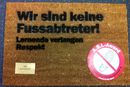 Wir sind keine
Fussabtreter!
Lernende verlangen
Respekt